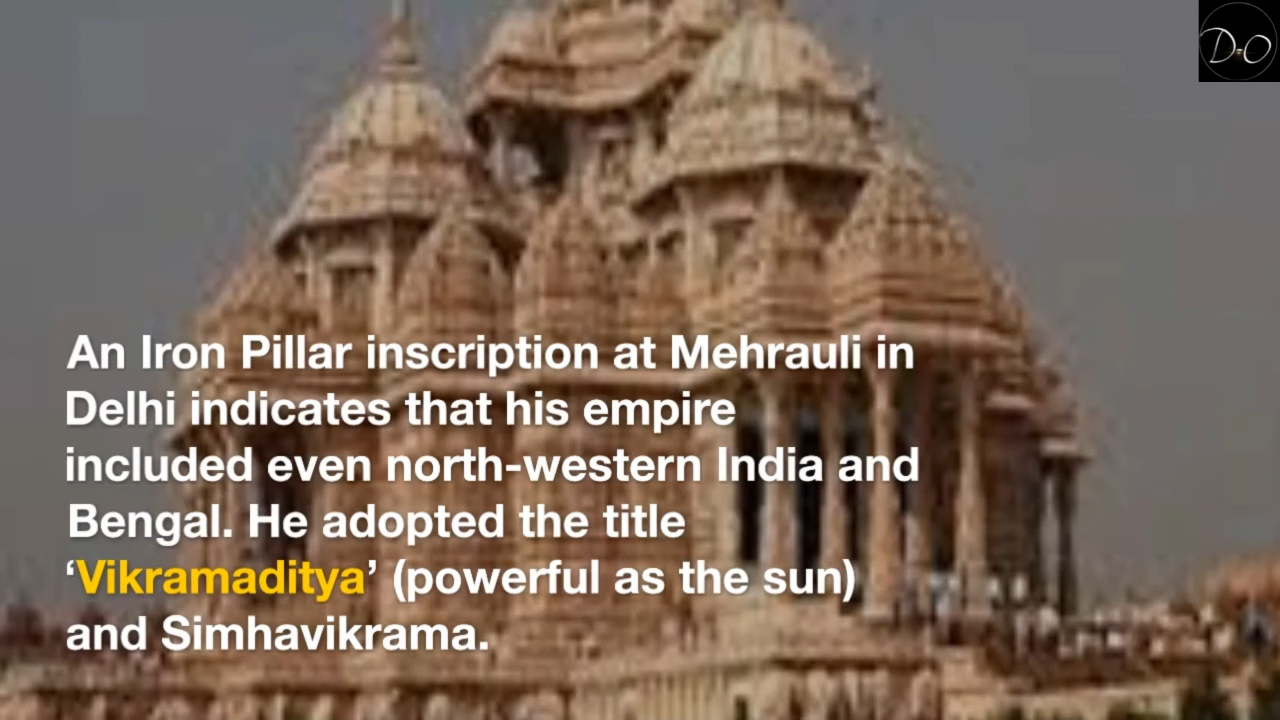 D O
An Iron Pillar inscription at Mehrauli in
Delhi indicates that his empire
included even north-western India and
Bengal. He adopted the title
‘Vikramaditya’ (powerful as the sun)
and Simhavikrama.